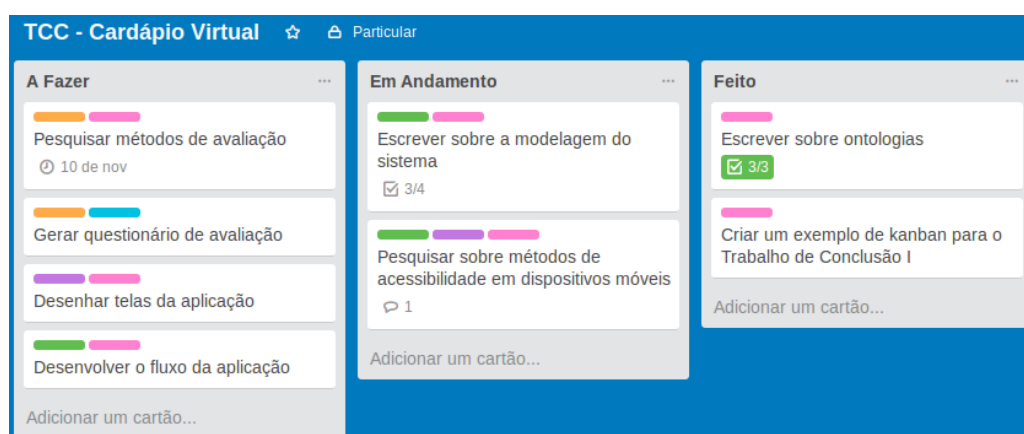 TCC - Cardápio Virtual
Particular
A Fazer
Pesquisar métodos de avaliação
10 de nov
Gerar questionário de avaliação
Desenhar telas da aplicação
Desenvolver o fluxo da aplicação
Adicionar um cartão...
Em Andamento
Escrever sobre a modelagem do
sistema
3/4
Pesquisar sobre métodos de
acessibilidade em dispositivos móveis
1
Adicionar um cartão...
Feito
Escrever sobre ontologias
3/3
Criar um exemplo de kanban para o
Trabalho de Conclusão I
Adicionar um cartão...